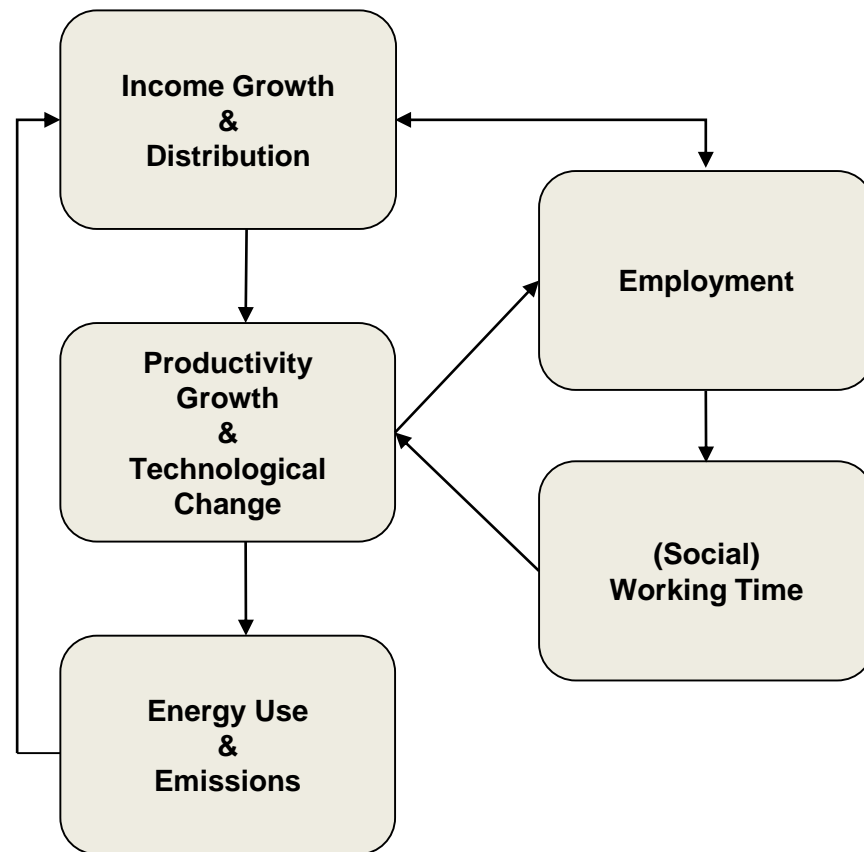 Income Growth
&
Distribution
Employment
Productivity
Growth
&
Technological
Change
(Social)
Working Time
Energy Use
&
Emissions